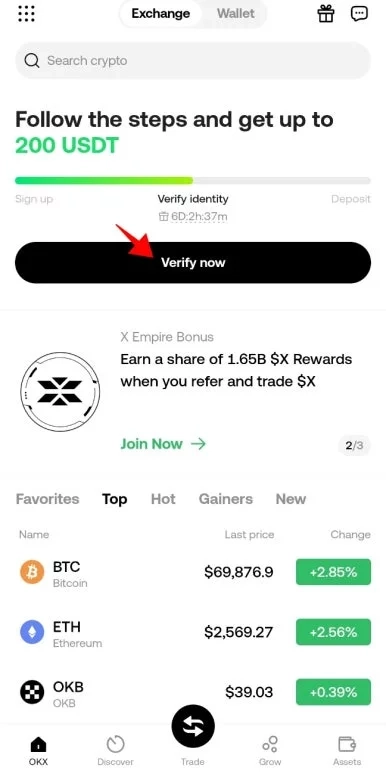 Exchange Wallet
Search crypto
Follow the steps and get up to
200 USDT
Sign up Verify identity Deposit
6D:2h:37m
Verify now
X Empire Bonus
Earn a share of 1.65B $X Rewards
when you refer and trade $X
Join Now
2/3
Favorites Top Hot Gainers New
Name Last price Change
BTC
Bitcoin
$69,876.9 +2.85%
ETH
Ethereum
$2,569.27 +2.56%
OKB
OKB
$39.03 +0.39%
OKX Discover Trade Grow Assets